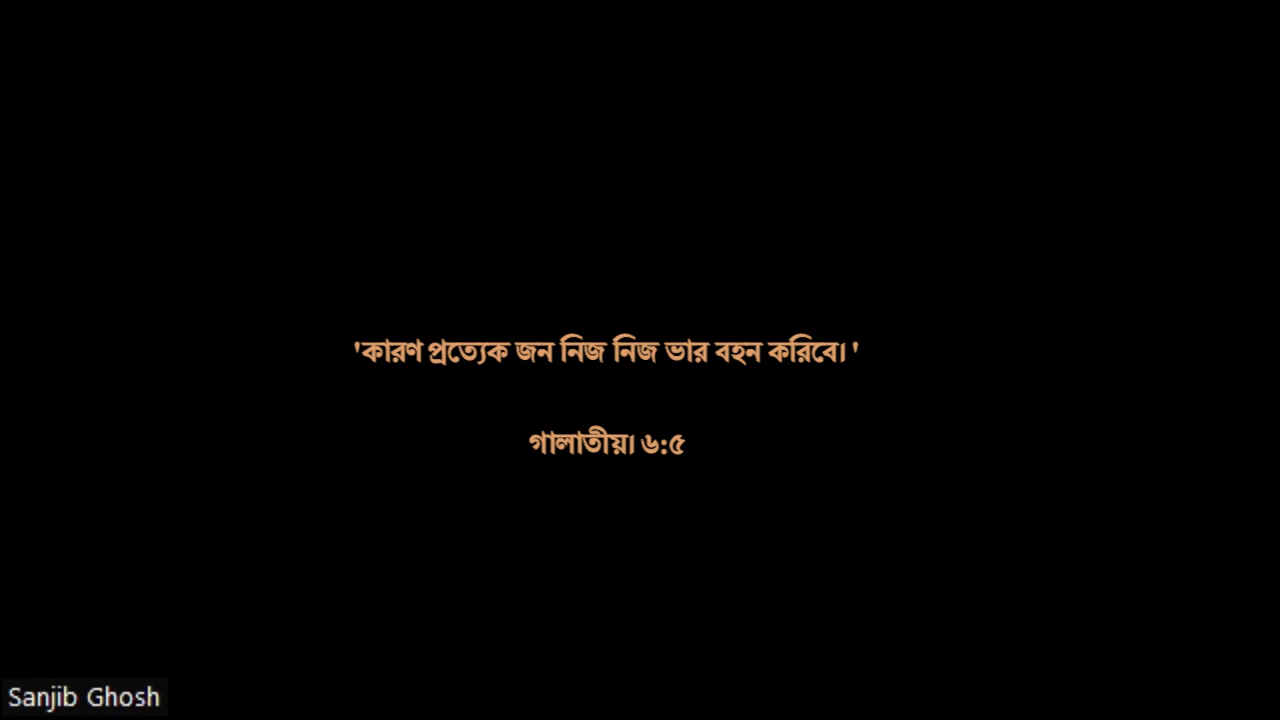 'কারণ প্রত্যেক জন নিজ নিজ ভার বহন করিবে। '
গালাতীয়। ৬:৫
Sanjib Ghosh